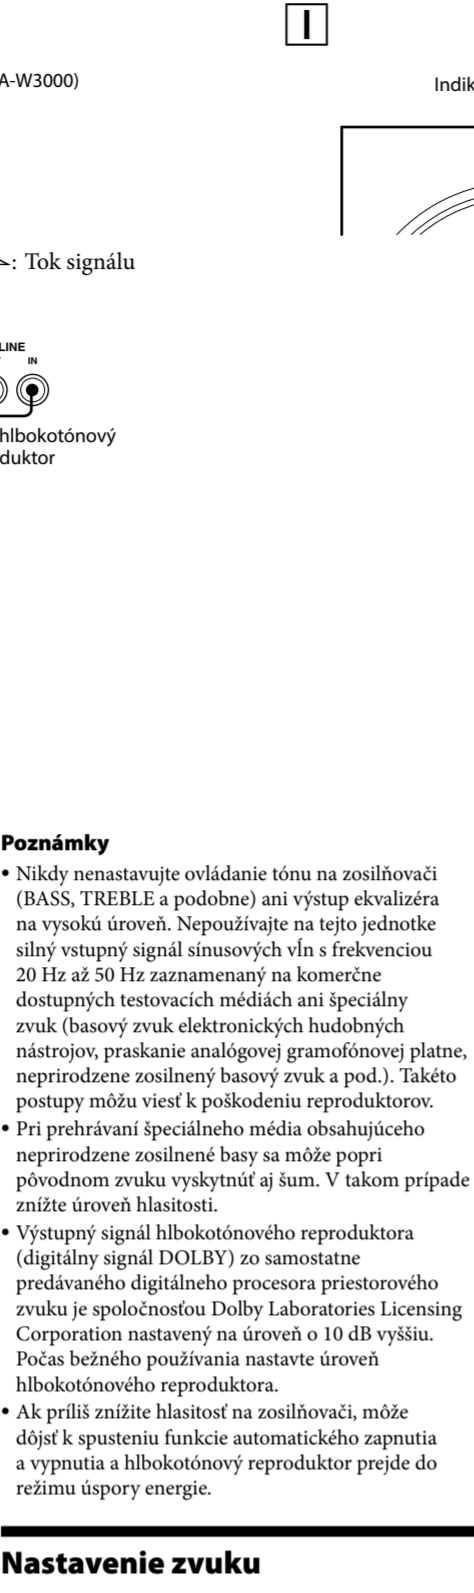 I
A-W3000)
Indik
: Tok signálu
LINE
IN
hlbokotónový
duktor
Poznámky
• Nikdy nenastavujte ovládanie tónu na zosilňovači
(BASS, TREBLE a podobne) ani výstup ekvalizéra
na vysokú úroveň. Nepoužívajte na tejto jednotke
silný vstupný signál sínusových vĺn s frekvenciou
20 Hz až 50 Hz zaznamenaný na komerčne
dostupných testovacích médiách ani špeciálny
zvuk (basový zvuk elektronických hudobných
nástrojov, praskanie analógovej gramofónovej platne,
neprirodzene zosilnený basový zvuk a pod.). Takéto
postupy môžu viesť k poškodeniu reproduktorov.
• Pri prehrávaní špeciálneho média obsahujúceho
neprirodzene zosilnené basy sa môže popri
pôvodnom zvuku vyskytnúť aj šum. V takom prípade
znížte úroveň hlasitosti.
• Výstupný signál hlbokotónového reproduktora
(digitálny signál DOLBY) zo samostatne
predávaného digitálneho procesora priestorového
zvuku je spoločnosťou Dolby Laboratories Licensing
Corporation nastavený na úroveň o 10 dB vyššiu.
Počas bežného používania nastavte úroveň
hlbokotónového reproduktora.
• Ak príliš znížite hlasitosť na zosilňovači, môže
dôjsť k spusteniu funkcie automatického zapnutia
a vypnutia a hlbokotónový reproduktor prejde do
režimu úspory energie.
Nastavenie zvuku